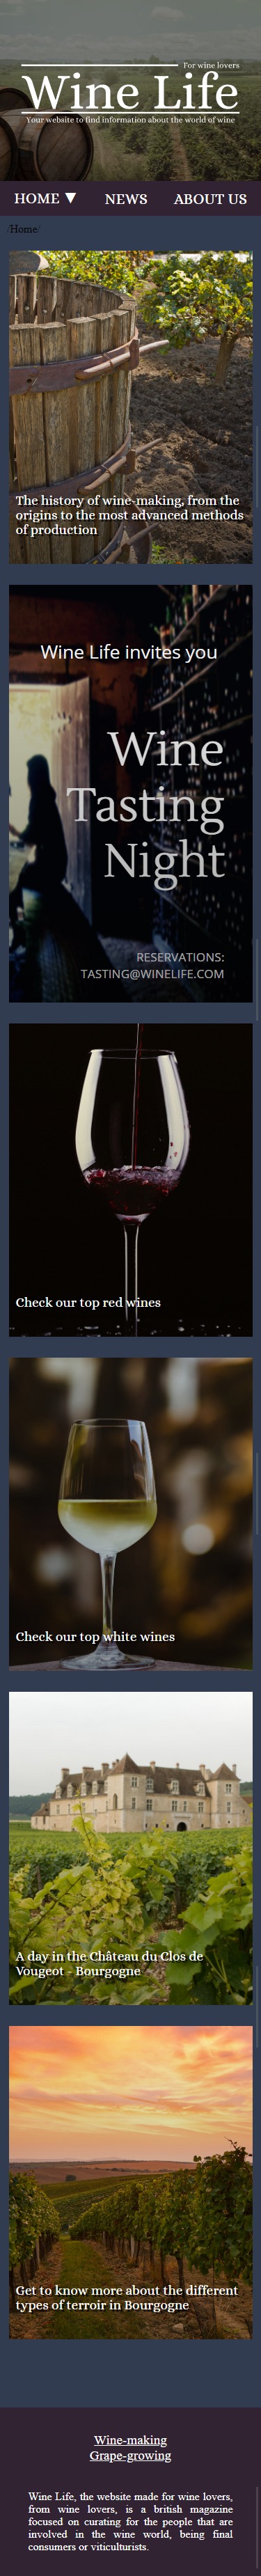 For wine lovers
Wine Life
Your website to find information about the world of wine
HOME ▼ NEWS ABOUT US
/Home/
The history of wine-making, from the
origins to the most advanced methods
of production
Wine Life invites you
Wine
Tasting
Night
RESERVATIONS:
TASTING@WINELIFE.COM
Check our top red wines
Check our top white wines
A day in the Château du Clos de
Vougeot - Bourgogne
Get to know more about the different
types of terroir in Bourgogne
Wine-making
Grape-growing
Wine Life, the website made for wine lovers,
from wine lovers, is a british magazine
focused on curating for the people that are
involved in the wine world, being final
consumers or viticulturists.